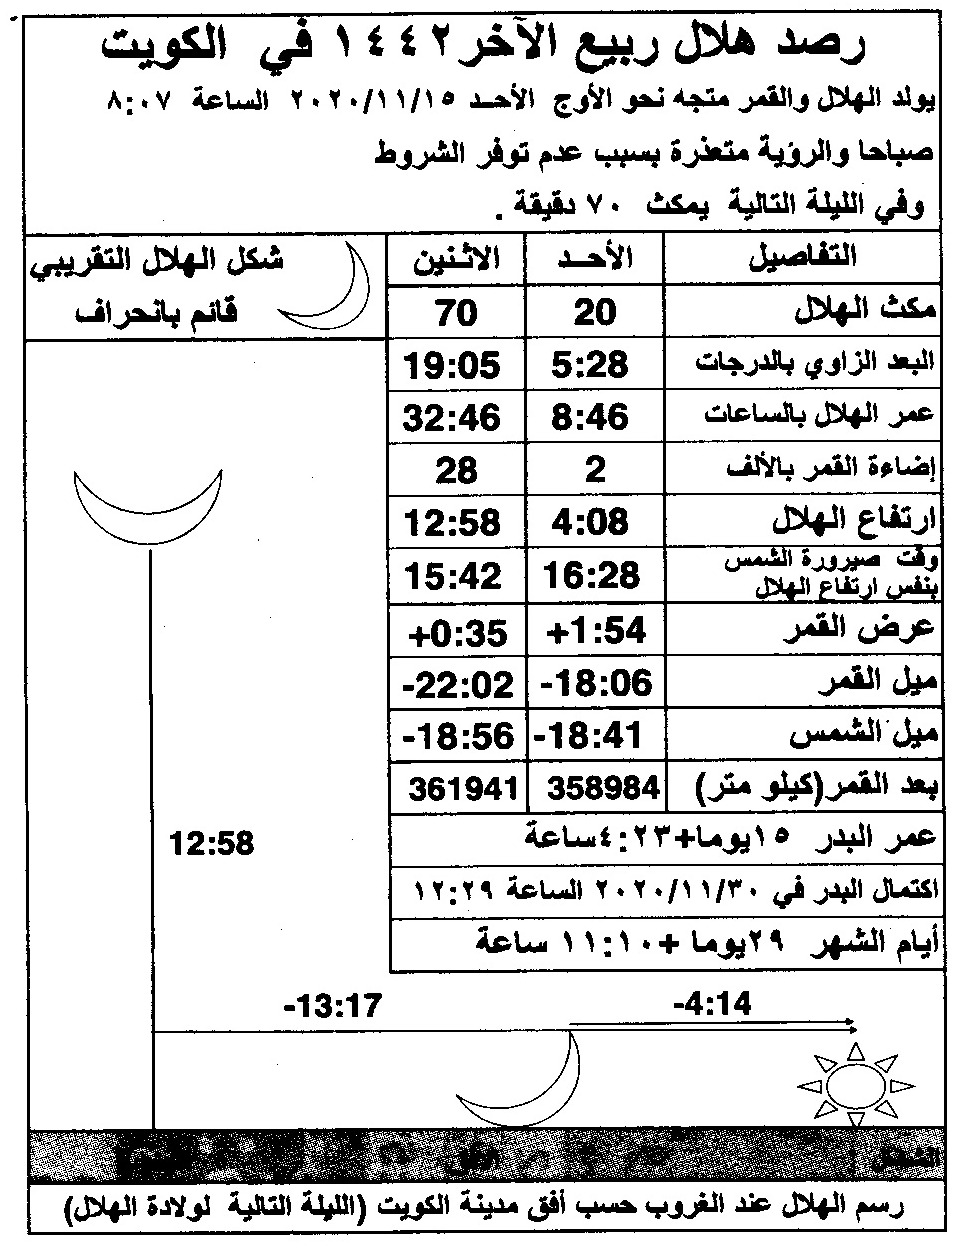 رصد هلال ربيع الآخر ١٤٤٢ في الكويت
يولد الهلال والقمر متجه نحو الأوج الأحد ٢٠٢٠/١١/١٥ الساعة ٨:٠٧
صباحا والرؤية متعذرة بسبب عدم توفر الشروط
وفي الليلة التالية يمكث ٧٠ دقيقة .
التفاصيل الأحد الاثنين
شكل الهلال التقريبي
قائم بانحراف
مكث الهلال 20 70
البعد الزاوي بالدرجات 5:28 19:05
عمر الهلال بالساعات 8:46 32:46
إضاءة القمر بالألف 2 28
ارتفاع الهلال 4:08 12:58
وقت صيرورة الشمس
بنفس ارتفاع الهلال 16:28 15:42
عرض القمر +1:54 +0:35
ميل القمر -18:06 -22:02
ميل الشمس -18:41 -18:56
بعد القمر(كيلو متر) 358984 361941
عمر البدر ١٥يوما+٤:٢٣ساعة
12:58
اكتمال البدر في ٢٠٢٠/١١/٣٠ الساعة ١٢:٢٩
أيام الشهر ٢٩يوما +١١:١٠ ساعة
-4:14 -13:17
رسم الهلال عند الغروب حسب أفق مدينة الكويت (الليلة التالية لولادة الهلال)